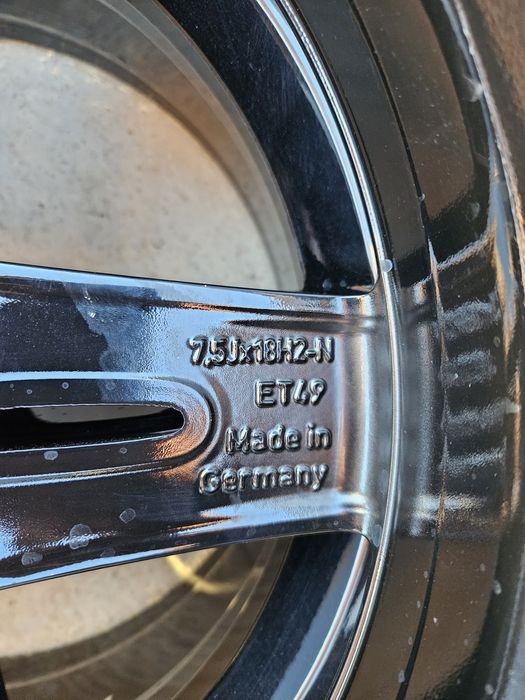 7,5Jx18H2-N
ET49
Made in
Germany